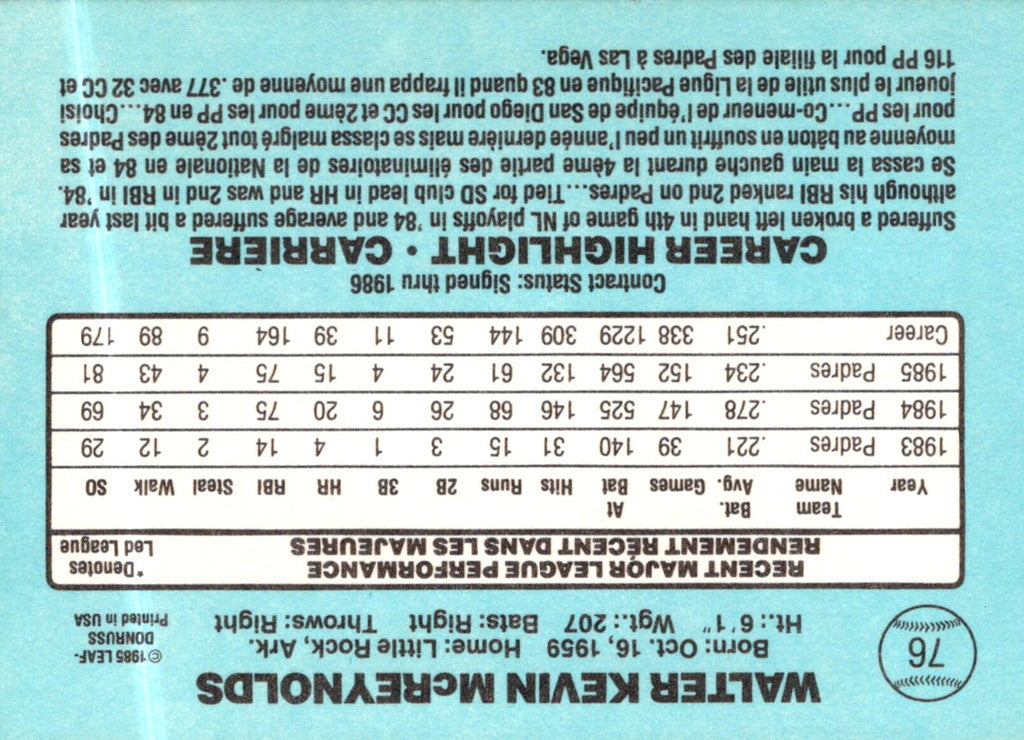 76
WALTER KEVIN McREYNOLDS
Born: Oct. 16, 1959 Home: Little Rock, Ark.
Ht.: 6'1" Wgt.: 207 Bats: Right Throws: Right
©1985 LEAF-
DONRUSS
Printed in USA
RECENT MAJOR LEAGUE PERFORMANCE
RENDEMENT RÉCENT DANS LES MAJEURES
*Denotes
Led League
Year Team Name Bat. Avg. Games At Bat Hits Runs 2B 3B HR RBI Steal Walk SO
1983 Padres .221 39 140 31 15 3 1 4 14 2 12 29
1984 Padres .278 147 525 146 68 26 6 20 75 3 34 69
1985 Padres .234 152 564 132 61 24 4 15 75 4 43 81
Career .251 338 1229 309 144 53 11 39 164 9 89 179
Contract Status: Signed thru 1986
CAREER HIGHLIGHT • CARRIERE
Suffered a broken left hand in 4th game of NL playoffs in '84 and average suffered a bit last year
although his RBI ranked 2nd on Padres...Tied for SD club lead in HR and was 2nd in RBI in '84.
Se cassa la main gauche durant la 4ème partie des éliminatoires de la Nationale en 84 et sa
moyenne au bâton en souffrit un peu l'année dernière mais se classa malgré tout 2ème des Padres
pour les PP...Co-meneur de l'équipe de San Diego pour les CC et 2ème pour les PP en 84...Choisi
joueur le plus utile de la Ligue Pacifique en 83 quand il frappa une moyenne de .377 avec 32 CC et
116 PP pour la filiale des Padres à Las Vega.